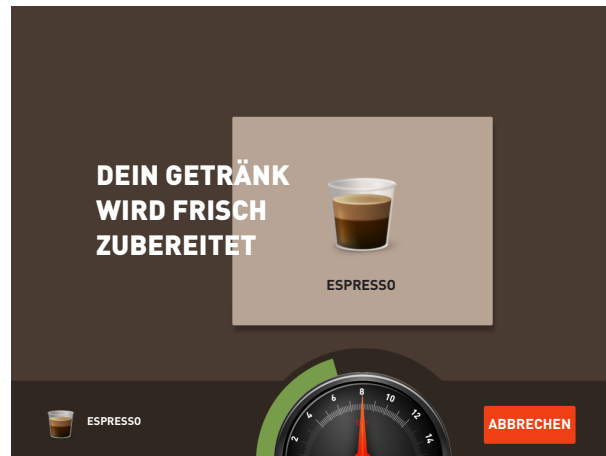 DEIN GETRÄNK
WIRD FRISCH
ZUBEREITET
ESPRESSO
2 4 6 8 10 12 14
ESPRESSO
ABBRECHEN